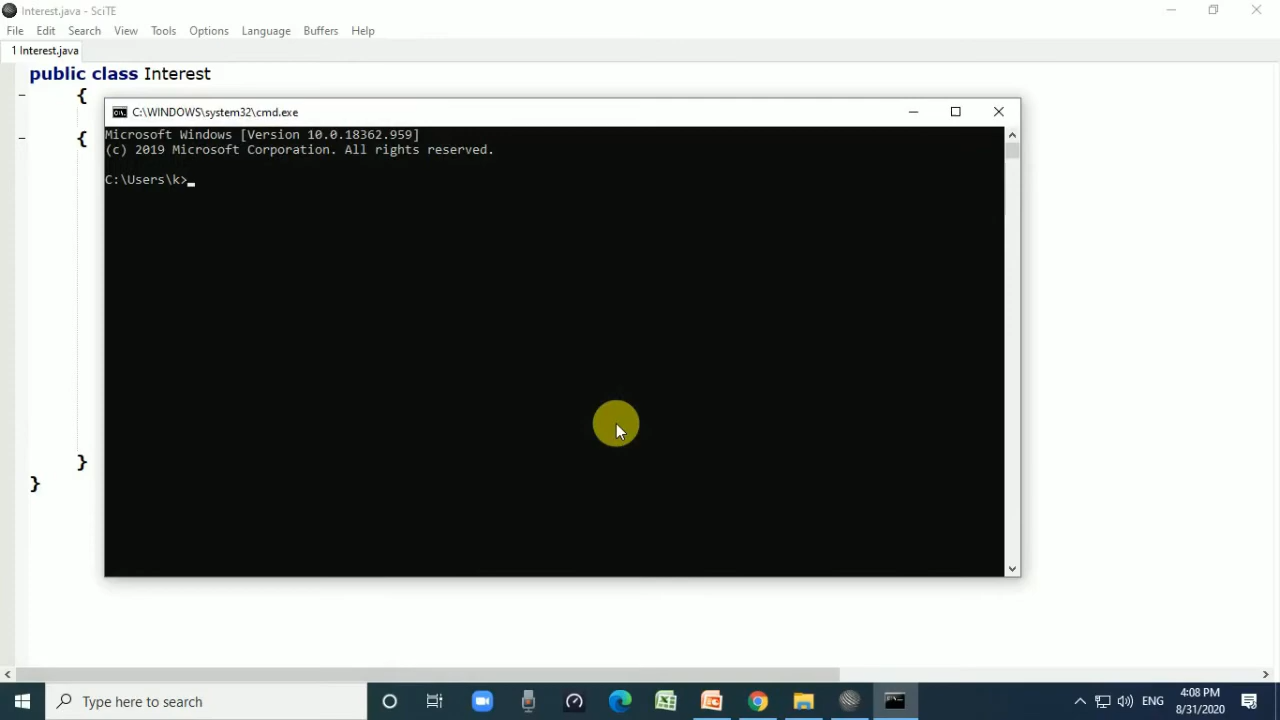 Interest.java - SciTE
File Edit Search View Tools Options Language Buffers Help
1 Interest.java
public class Interest
{
C:\WINDOWS\system32\cmd.exe
{
Microsoft Windows [Version 10.0.18362.959]
(c) 2019 Microsoft Corporation. All rights reserved.
C:\Users\k>
}
}
Type here to search
ENG
4:08 PM
8/31/2020